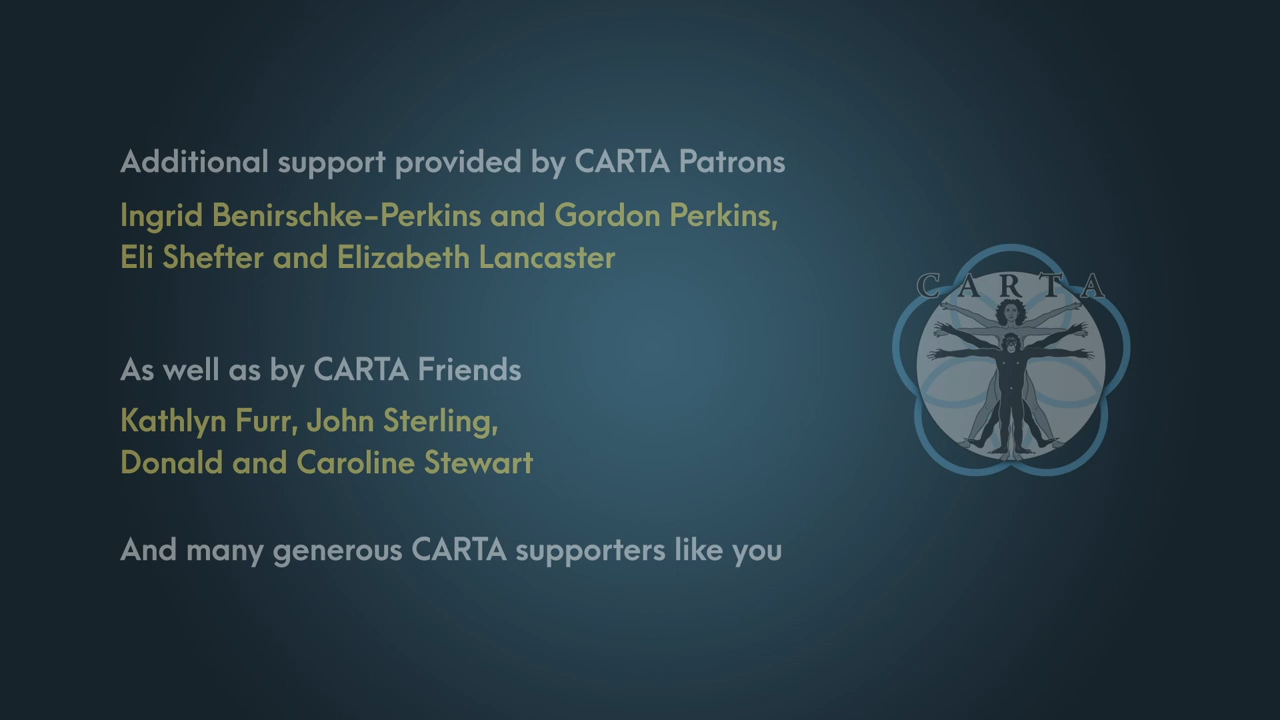 Additional support provided by CARTA Patrons
Ingrid Benirschke-Perkins and Gordon Perkins,
Eli Shefter and Elizabeth Lancaster
As well as by CARTA Friends
Kathlyn Furr, John Sterling,
Donald and Caroline Stewart
And many generous CARTA supporters like you
CARTA